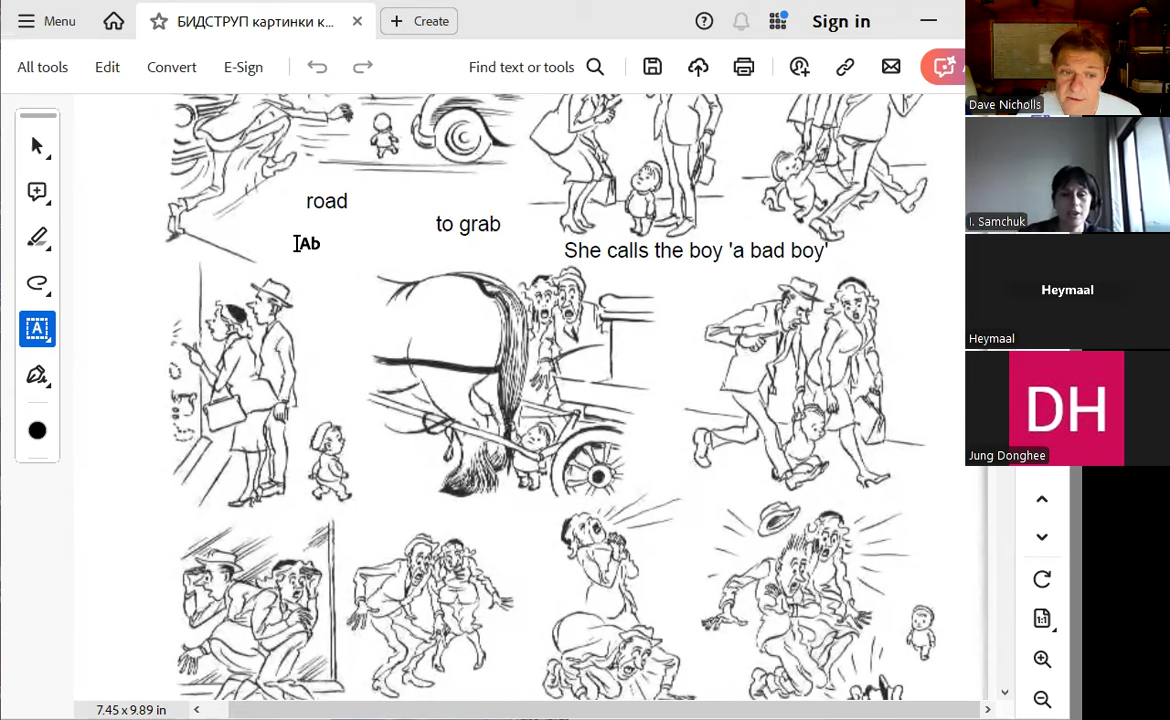 Menu
БИДСТРУП картинки к...
Create
Sign in
All tools
Edit
Convert
E-Sign
Find text or tools
A
Dave Nicholls
I. Samchuk
Heymaal
Heymaal
DH
Jung Donghee
road
to grab
Ab
She calls the boy 'a bad boy'
1:1
7.45 x 9.89 in